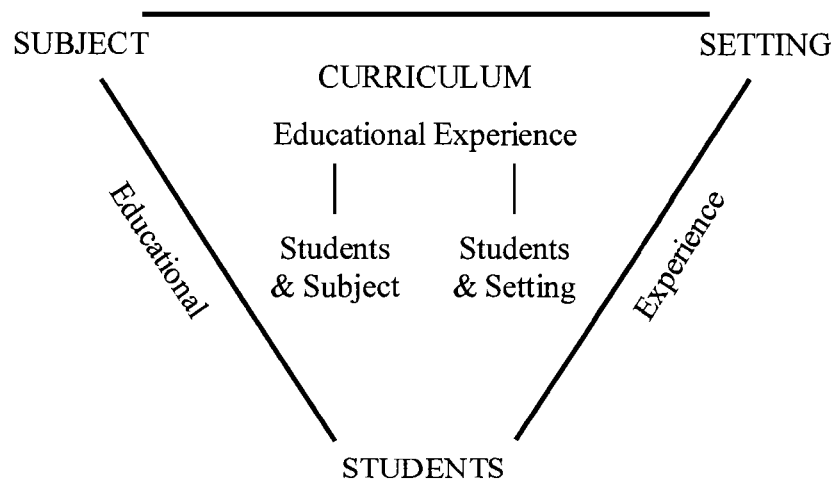 SUBJECT
SETTING
CURRICULUM
Educational Experience
Educational
Students
& Subject
Students
& Setting
Experience
STUDENTS